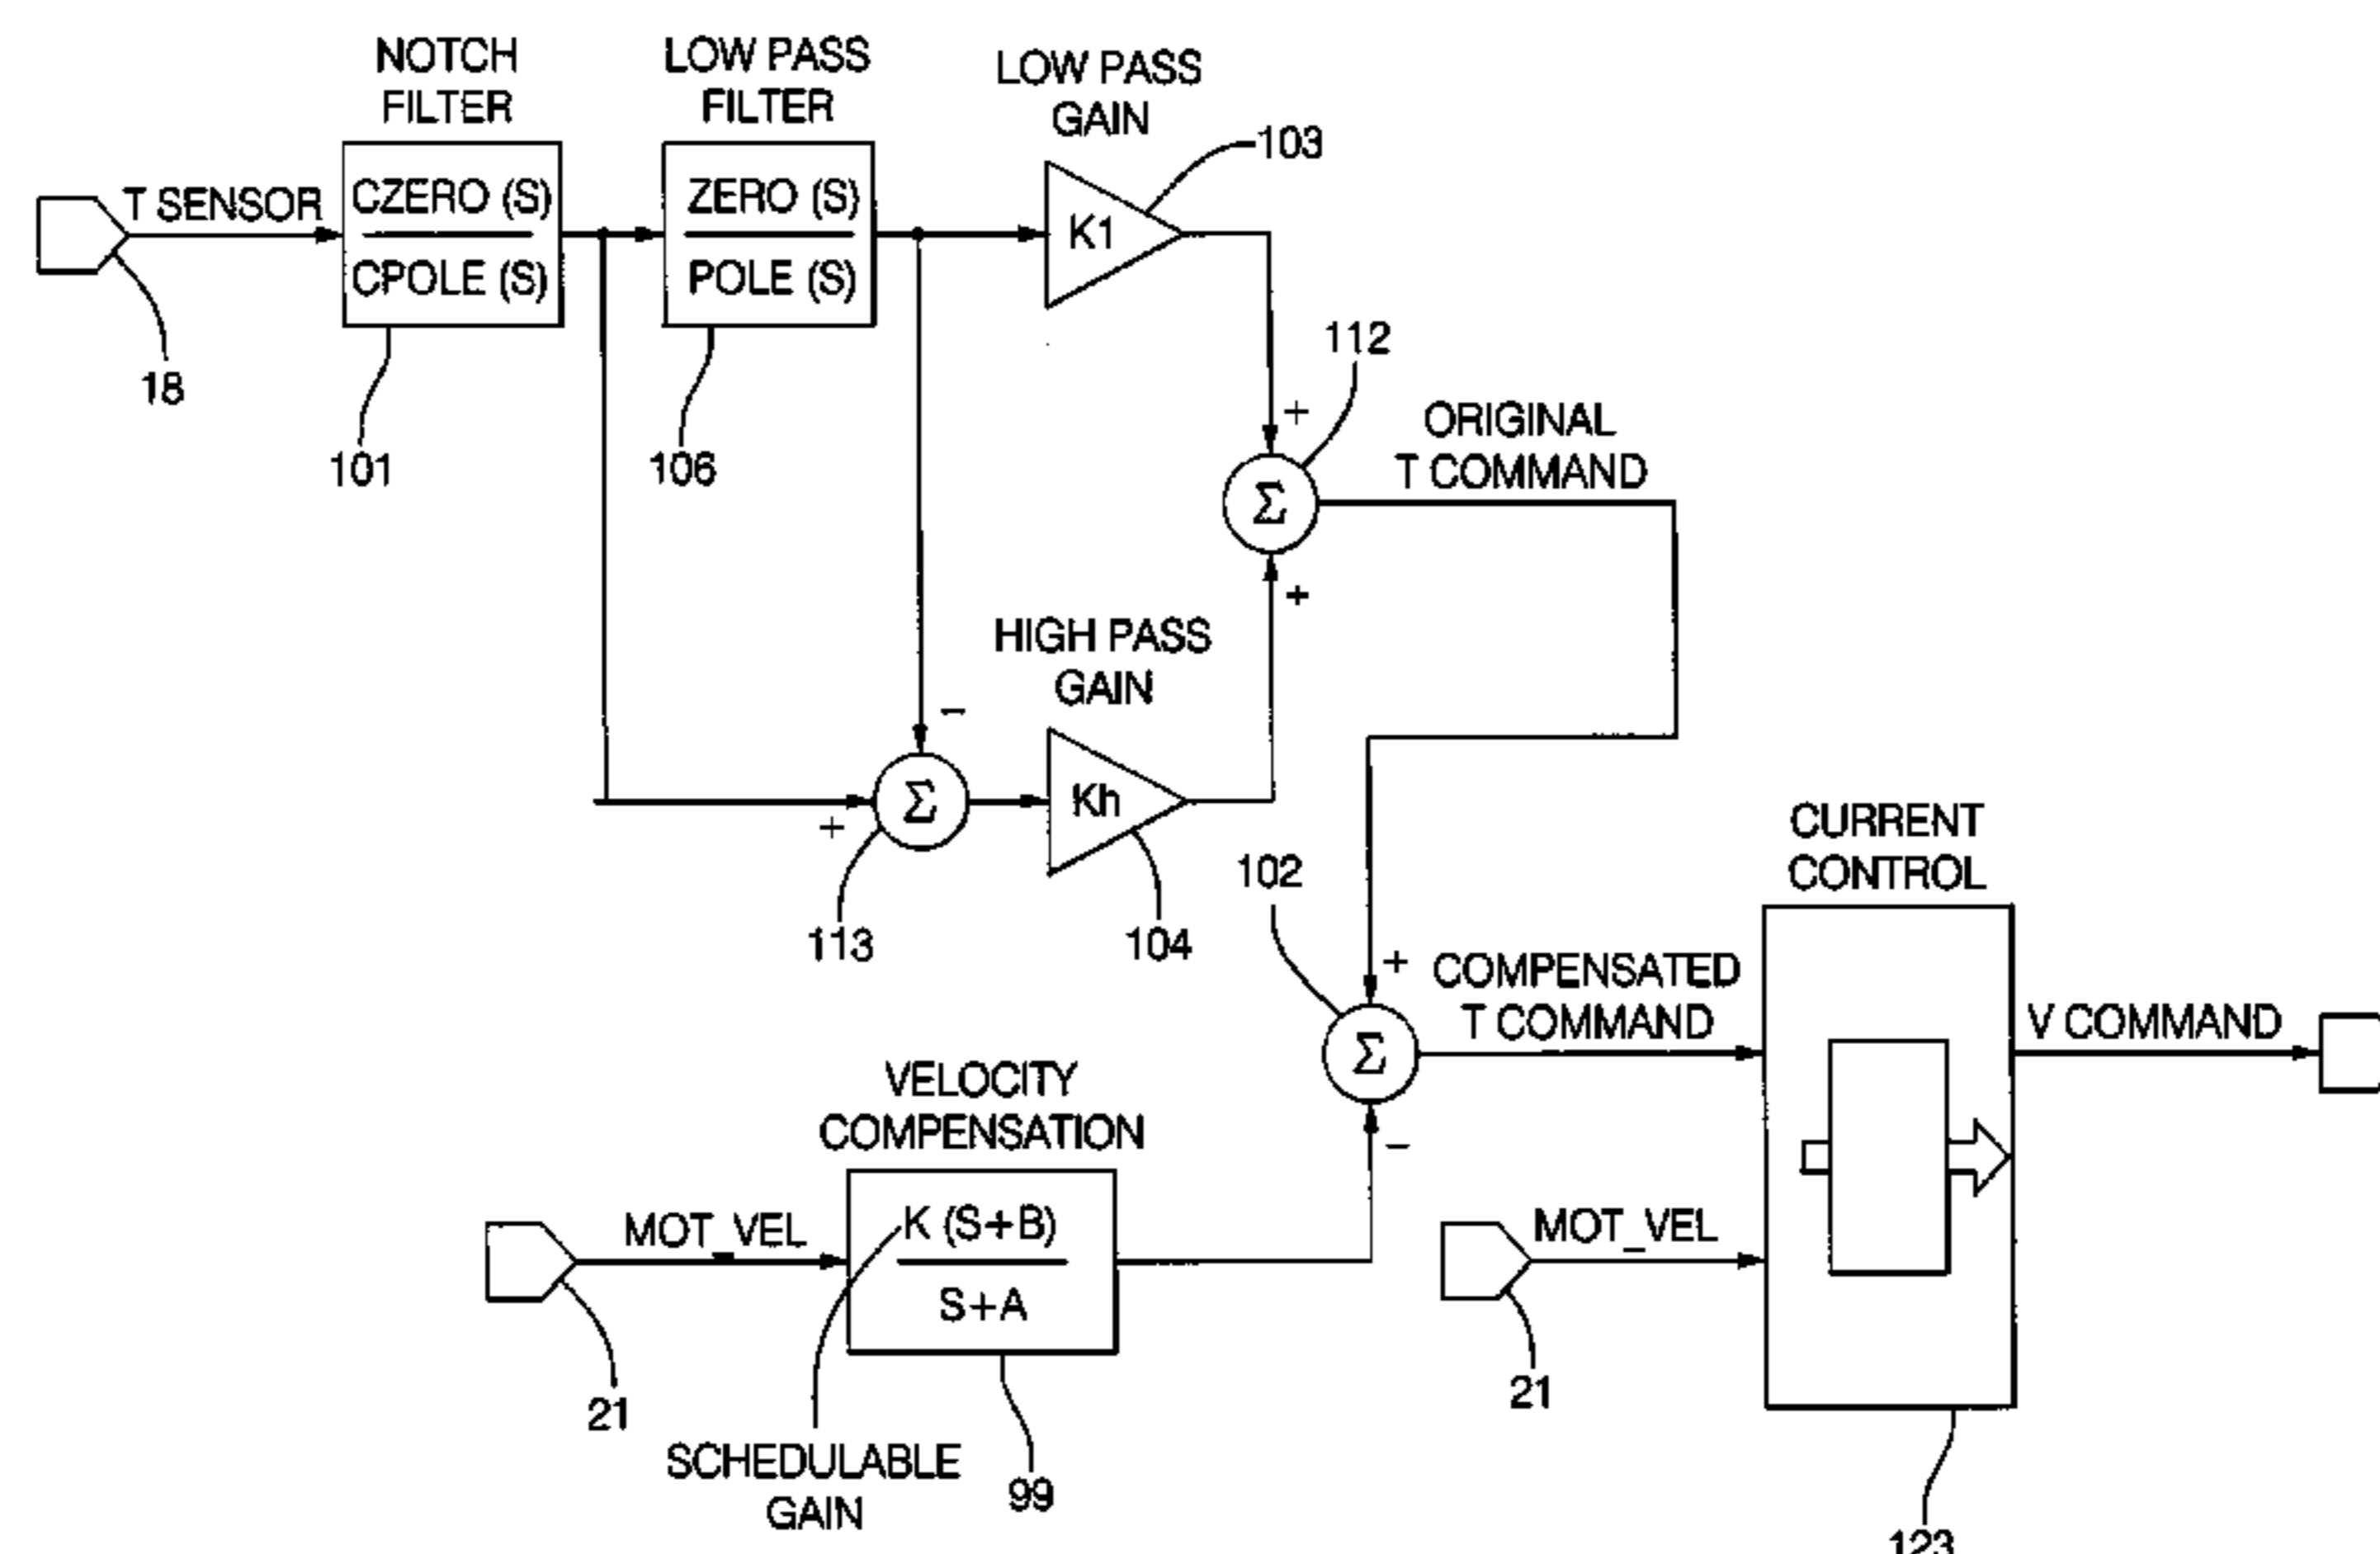 NOTCH
FILTER
LOW PASS
FILTER
LOW PASS
GAIN
103
T SENSOR
CZERO (S)
CPOLE (S)
ZERO (S)
POLE (S)
K1
18
101
106
112
+
ORIGINAL
T COMMAND
Σ
+
HIGH PASS
GAIN
−
Σ
+
Kh
113
104
102
CURRENT
CONTROL
+
COMPENSATED
T COMMAND
V COMMAND
Σ
−
VELOCITY
COMPENSATION
MOT_VEL
K (S+B)
S+A
MOT_VEL
21
21
SCHEDULABLE
GAIN
99
123